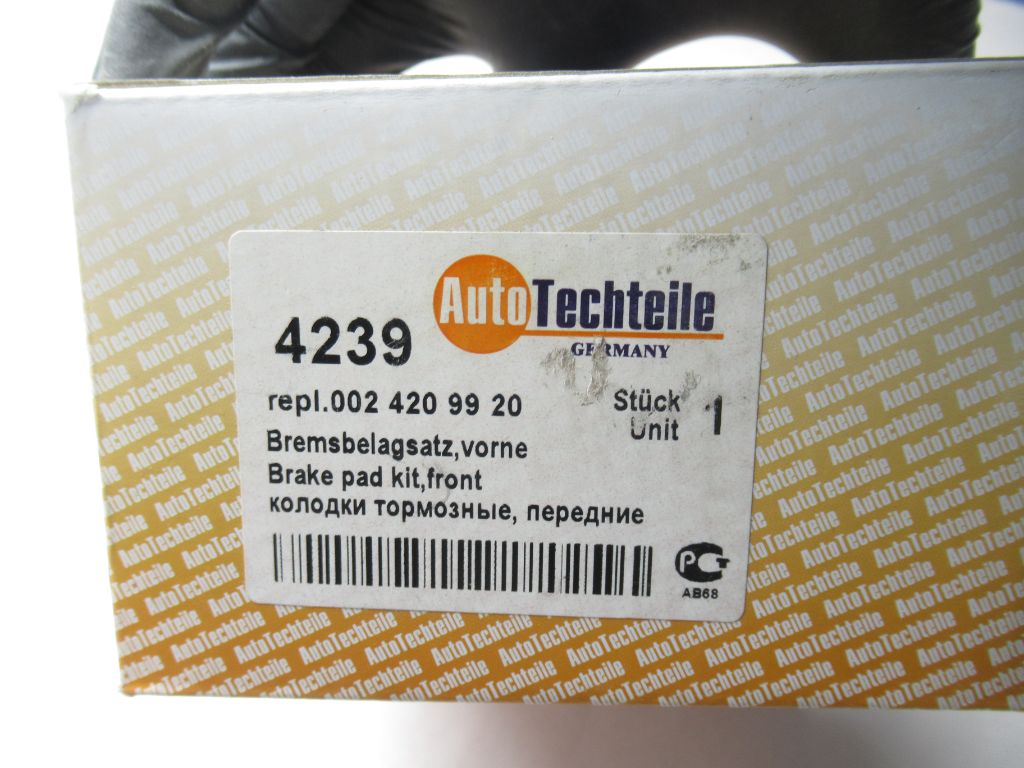 AutoTechteile
GERMANY
4239
repl.002 420 99 20
Stück
Unit
1
Bremsbelagsatz,vorne
Brake pad kit,front
колодки тормозные, передние
РСТ
АВ68